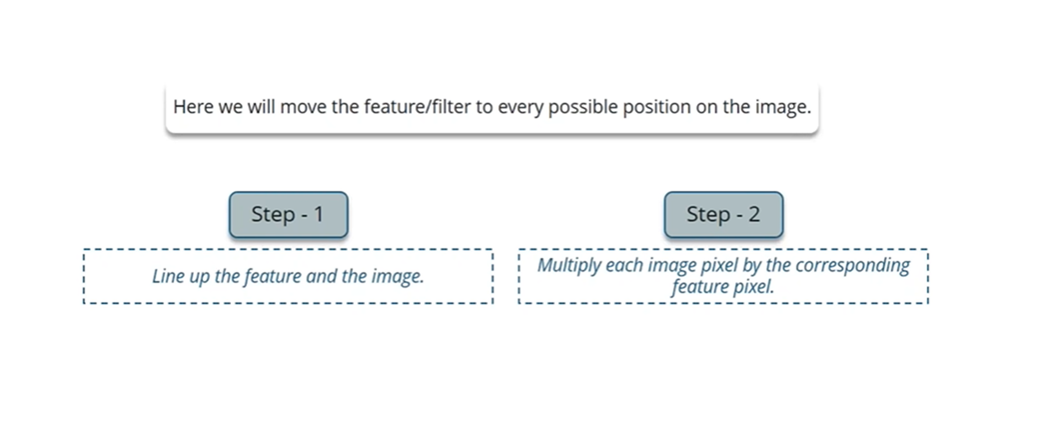 Here we will move the feature/filter to every possible position on the image.
Step - 1
Line up the feature and the image.
Step - 2
Multiply each image pixel by the corresponding
feature pixel.